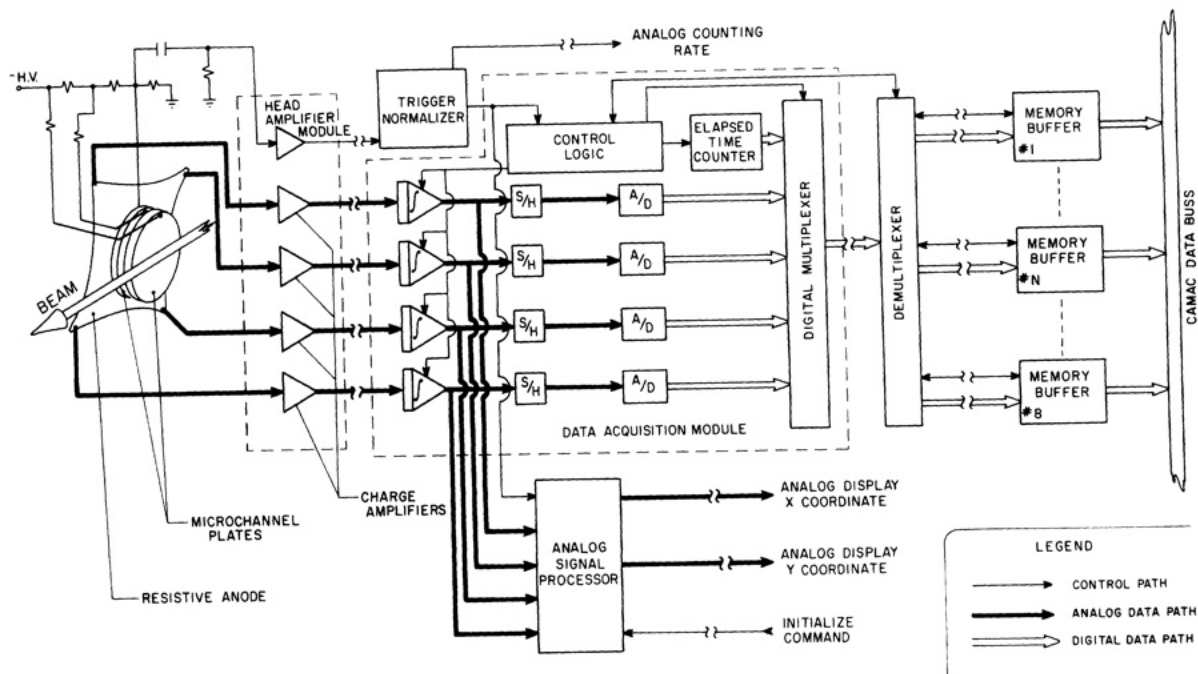 -H.V.
ANALOG COUNTING
RATE
TRIGGER
NORMALIZER
HEAD
AMPLIFIER
MODULE
CONTROL
LOGIC
ELAPSED
TIME
COUNTER
MEMORY
BUFFER
#1
S/H
A/D
S/H
A/D
S/H
A/D
S/H
A/D
∫
∫
∫
∫
DIGITAL MULTIPLEXER
DEMULTIPLEXER
MEMORY
BUFFER
#N
MEMORY
BUFFER
#8
CAMAC DATA BUSS
BEAM
DATA ACQUISITION MODULE
CHARGE
AMPLIFIERS
MICROCHANNEL
PLATES
RESISTIVE ANODE
ANALOG
SIGNAL
PROCESSOR
ANALOG DISPLAY
X COORDINATE
ANALOG DISPLAY
Y COORDINATE
INITIALIZE
COMMAND
LEGEND
CONTROL PATH
ANALOG DATA PATH
DIGITAL DATA PATH